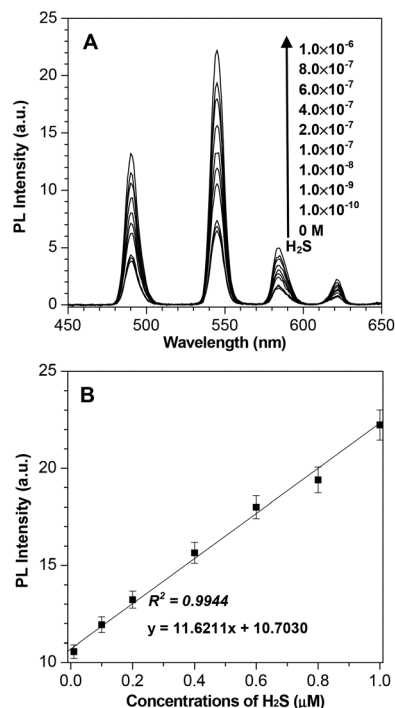 25
20
15
10
5
0
PL Intensity (a.u.)
A
1.0×10⁻⁶
8.0×10⁻⁷
6.0×10⁻⁷
4.0×10⁻⁷
2.0×10⁻⁷
1.0×10⁻⁷
1.0×10⁻⁸
1.0×10⁻⁹
1.0×10⁻¹⁰
0 M
H₂S
450 500 550 600 650
Wavelength (nm)
25
20
15
10
PL Intensity (a.u.)
B
R² = 0.9944
y = 11.6211x + 10.7030
0.0 0.2 0.4 0.6 0.8 1.0
Concentrations of H₂S (μM)